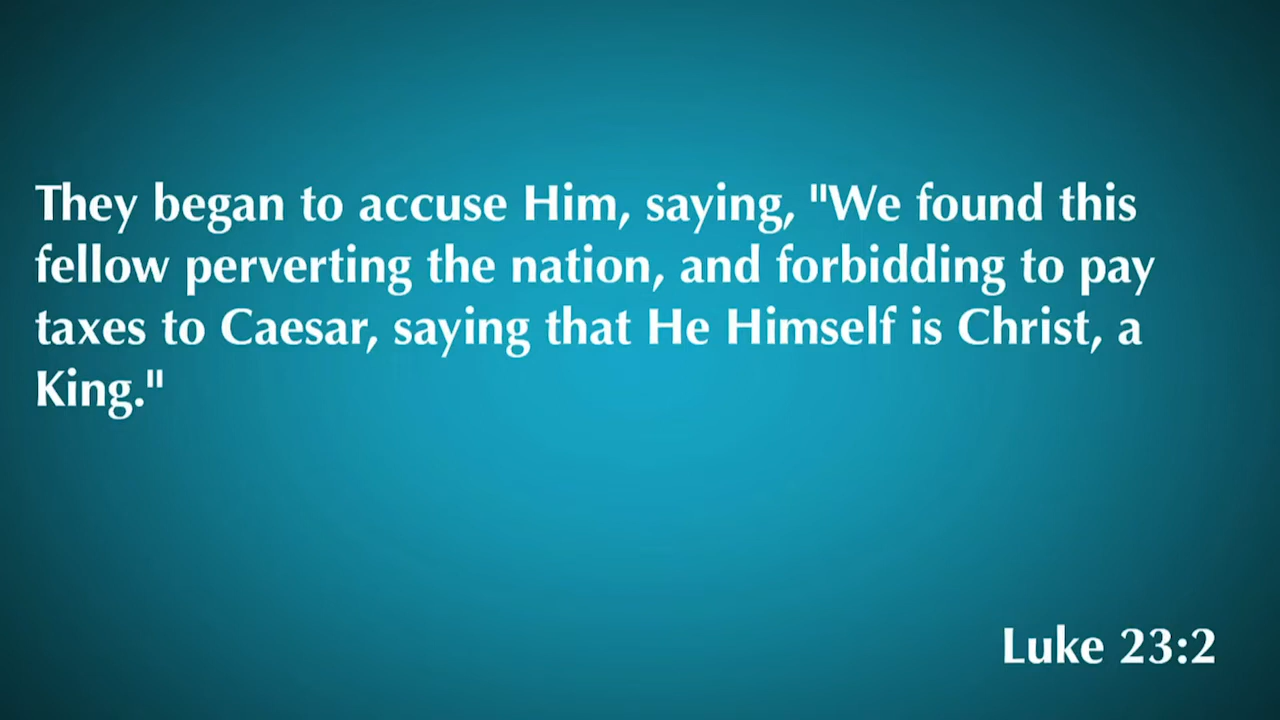 They began to accuse Him, saying, "We found this
fellow perverting the nation, and forbidding to pay
taxes to Caesar, saying that He Himself is Christ, a
King."
Luke 23:2